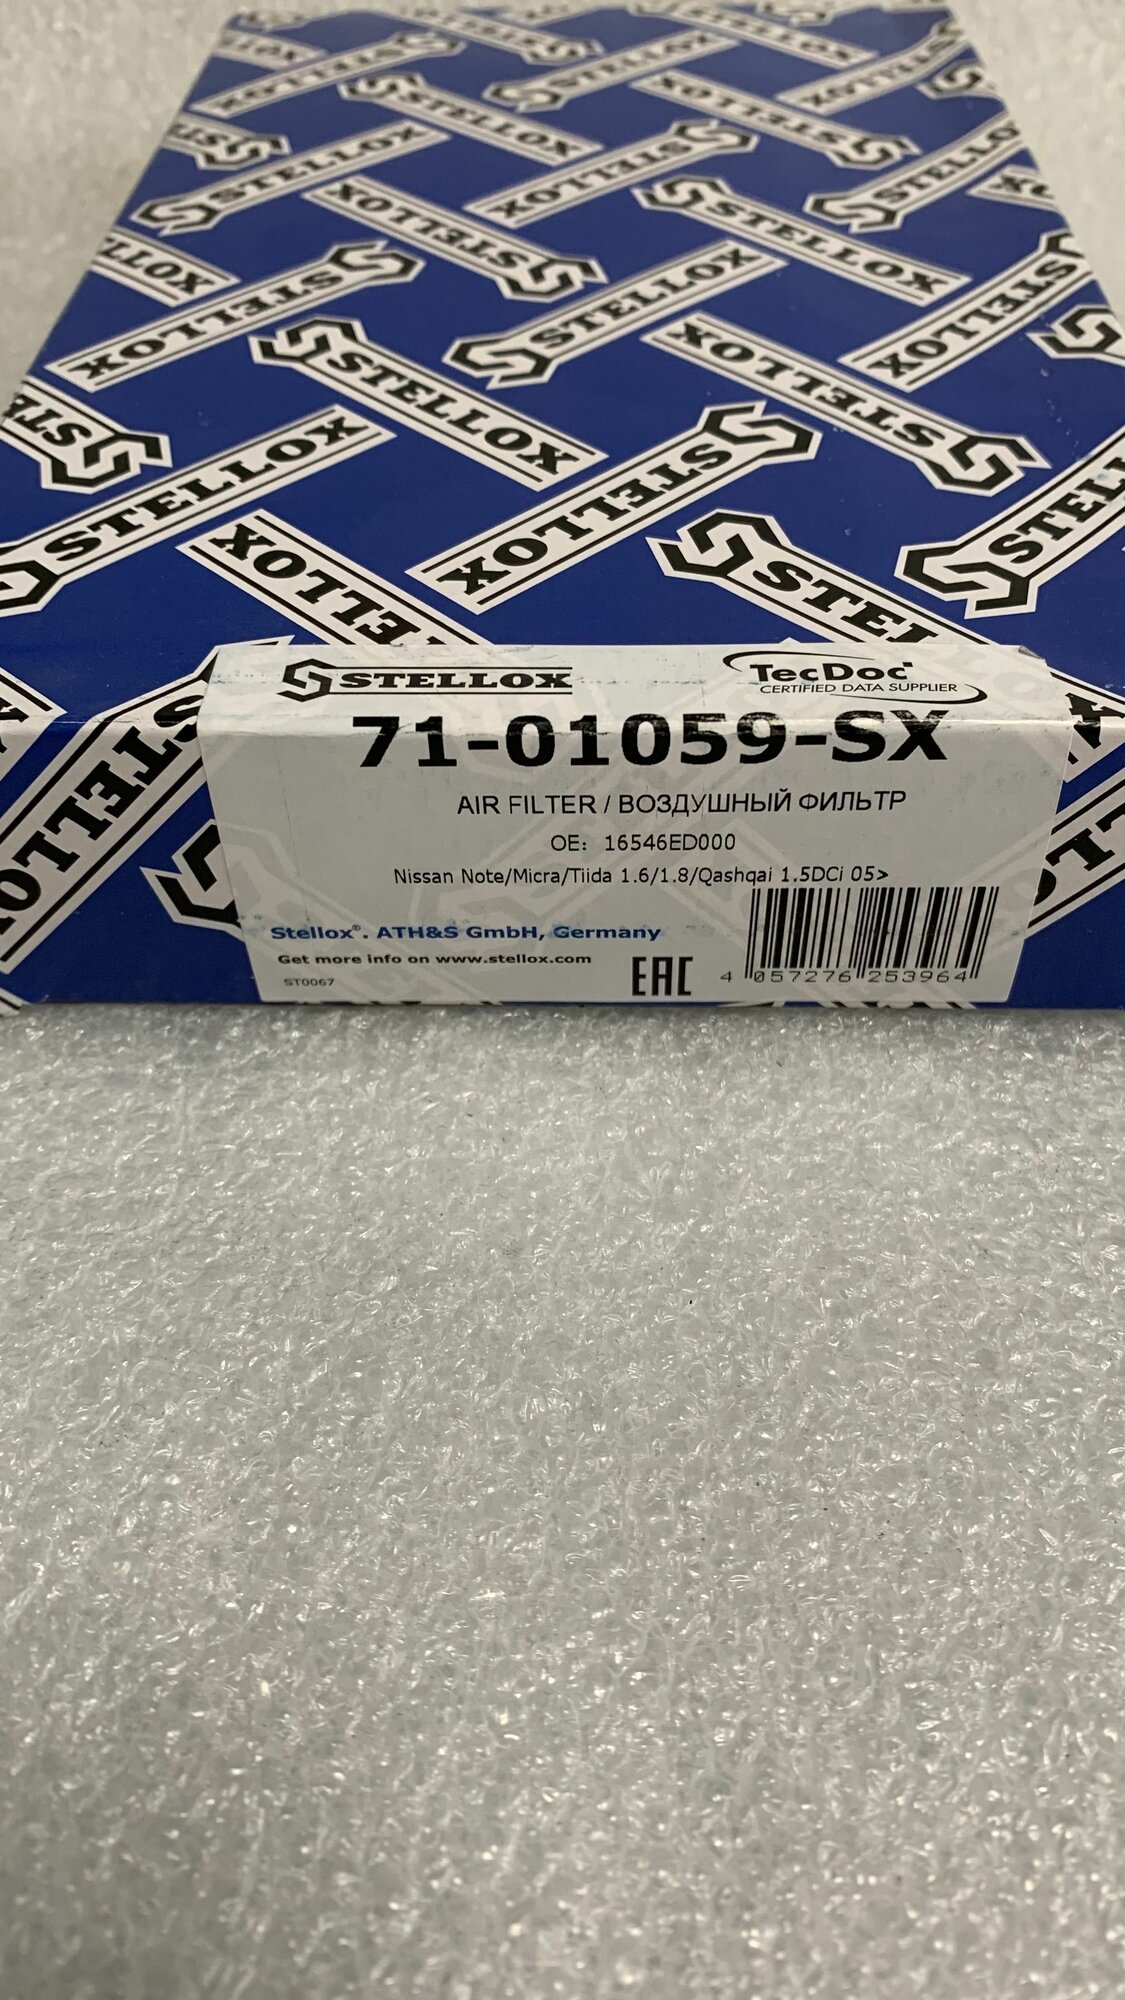 STELLOX
TecDoc
CERTIFIED DATA SUPPLIER
71-01059-SX
AIR FILTER / ВОЗДУШНЫЙ ФИЛЬТР
OE: 16546ED000
Nissan Note/Micra/Tiida 1.6/1.8/Qashqai 1.5DCi 05>
Stellox®. ATH&S GmbH, Germany
Get more info on www.stellox.com
ST0067
EAC
4 057276 253964